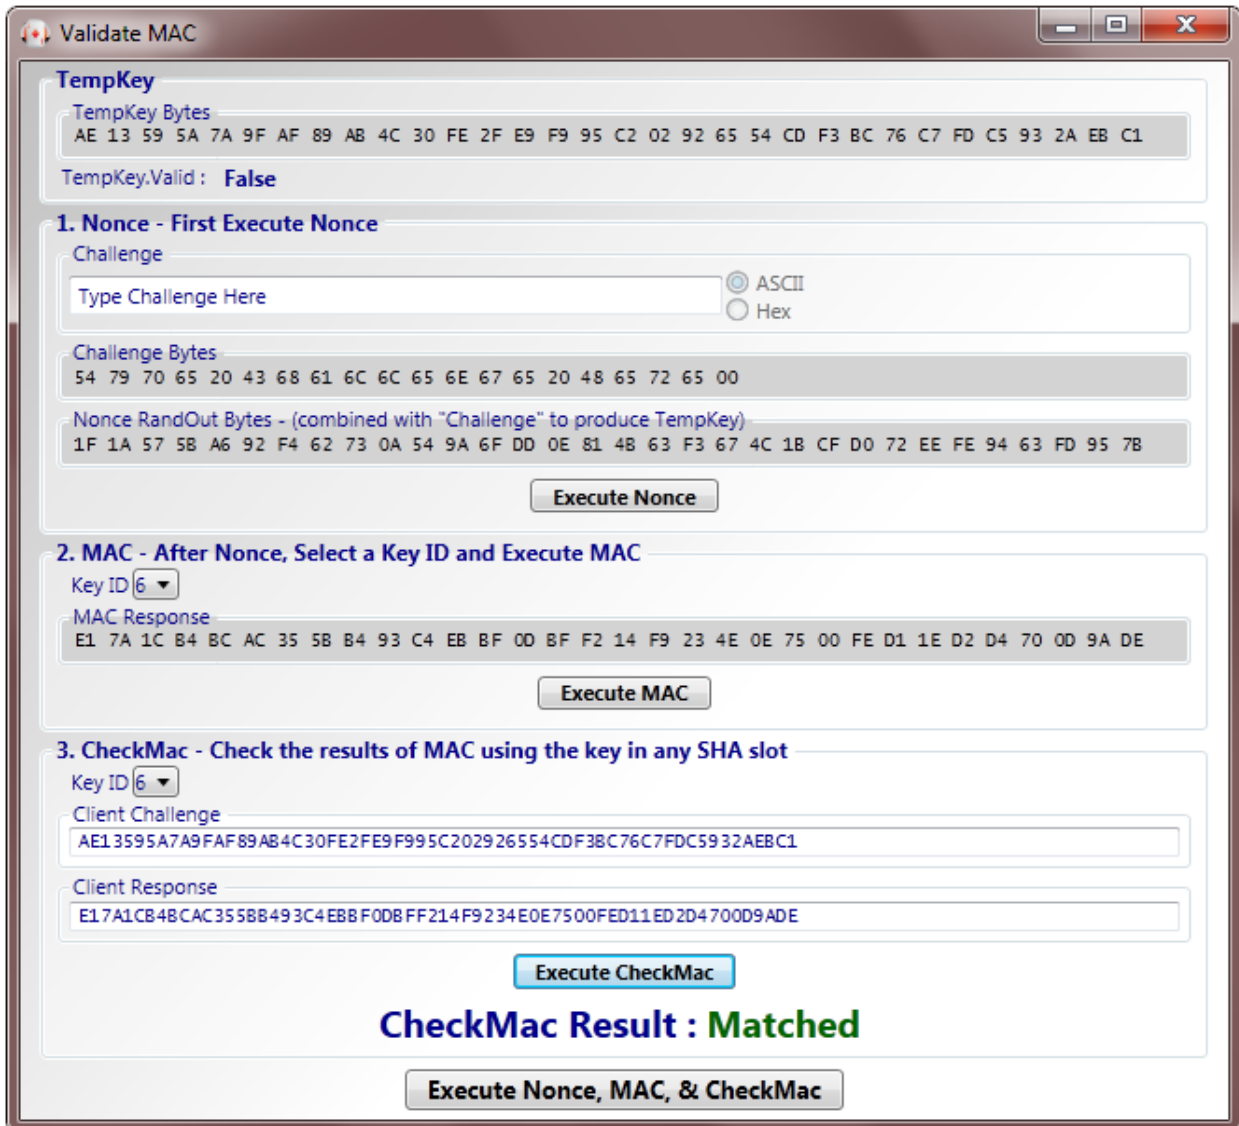 Validate MAC
TempKey
TempKey Bytes
AE 13 59 5A 7A 9F AF 89 AB 4C 30 FE 2F E9 F9 95 C2 02 92 65 54 CD F3 BC 76 C7 FD C5 93 2A EB C1
TempKey.Valid : False
1. Nonce - First Execute Nonce
Challenge
Type Challenge Here
ASCII
Hex
Challenge Bytes
54 79 70 65 20 43 68 61 6C 6C 65 6E 67 65 20 48 65 72 65 00
Nonce RandOut Bytes - (combined with "Challenge" to produce TempKey)
1F 1A 57 5B A6 92 F4 62 73 0A 54 9A 6F DD 0E 81 4B 63 F3 67 4C 1B CF D0 72 EE FE 94 63 FD 95 7B
Execute Nonce
2. MAC - After Nonce, Select a Key ID and Execute MAC
Key ID 6
MAC Response
E1 7A 1C B4 BC AC 35 5B B4 93 C4 EB BF 0D BF F2 14 F9 23 4E 0E 75 00 FE D1 1E D2 D4 70 0D 9A DE
Execute MAC
3. CheckMac - Check the results of MAC using the key in any SHA slot
Key ID 6
Client Challenge
AE13595A7A9FAF89AB4C30FE2FE9F995C202926554CDF3BC76C7FDC5932AEBC1
Client Response
E17A1CB4BCAC355BB493C4EBBF0DBFF214F9234E0E7500FED11ED2D4700D9ADE
Execute CheckMac
CheckMac Result : Matched
Execute Nonce, MAC, & CheckMac